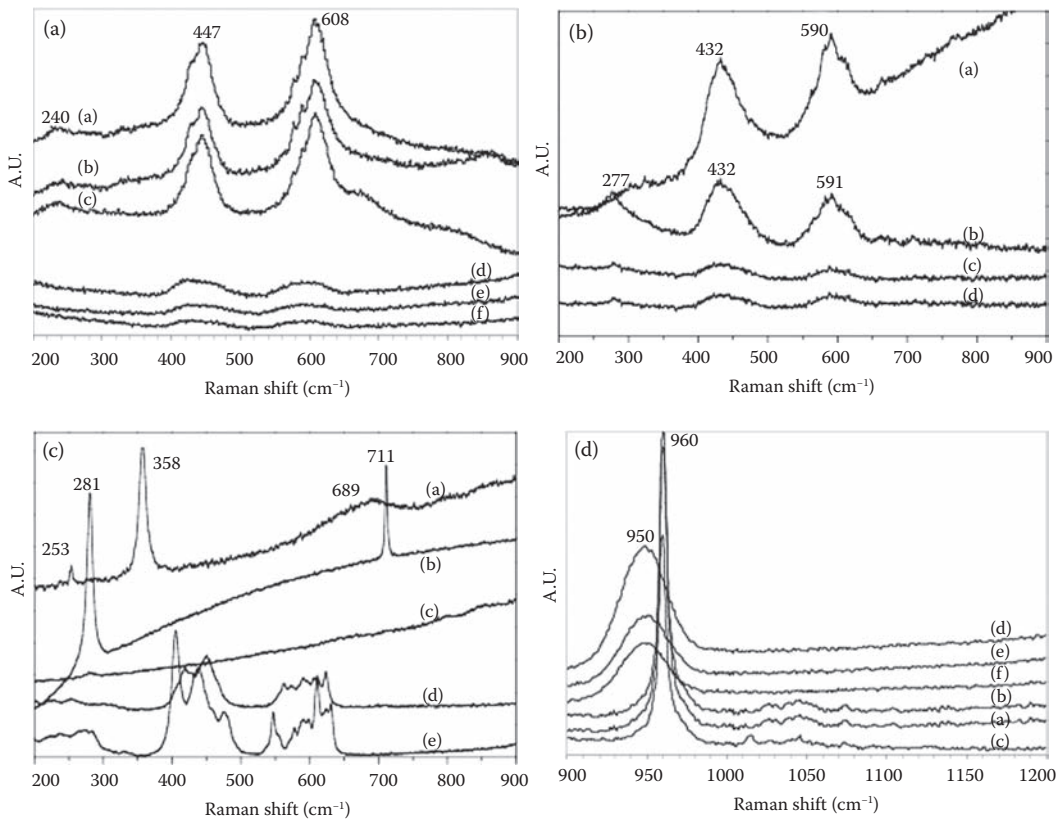 (a)
447
608
240
(a)
(b)
(c)
(d)
(e)
(f)
A.U.
200 300 400 500 600 700 800 900
Raman shift (cm⁻¹)
(b)
432
590
(a)
277
432
591
(b)
(c)
(d)
A.U.
200 300 400 500 600 700 800 900
Raman shift (cm⁻¹)
(c)
281
358
711
689
(a)
253
(b)
(c)
(d)
(e)
A.U.
200 300 400 500 600 700 800 900
Raman shift (cm⁻¹)
(d)
960
950
(d)
(e)
(f)
(b)
(a)
(c)
A.U.
900 950 1000 1050 1100 1150 1200
Raman shift (cm⁻¹)